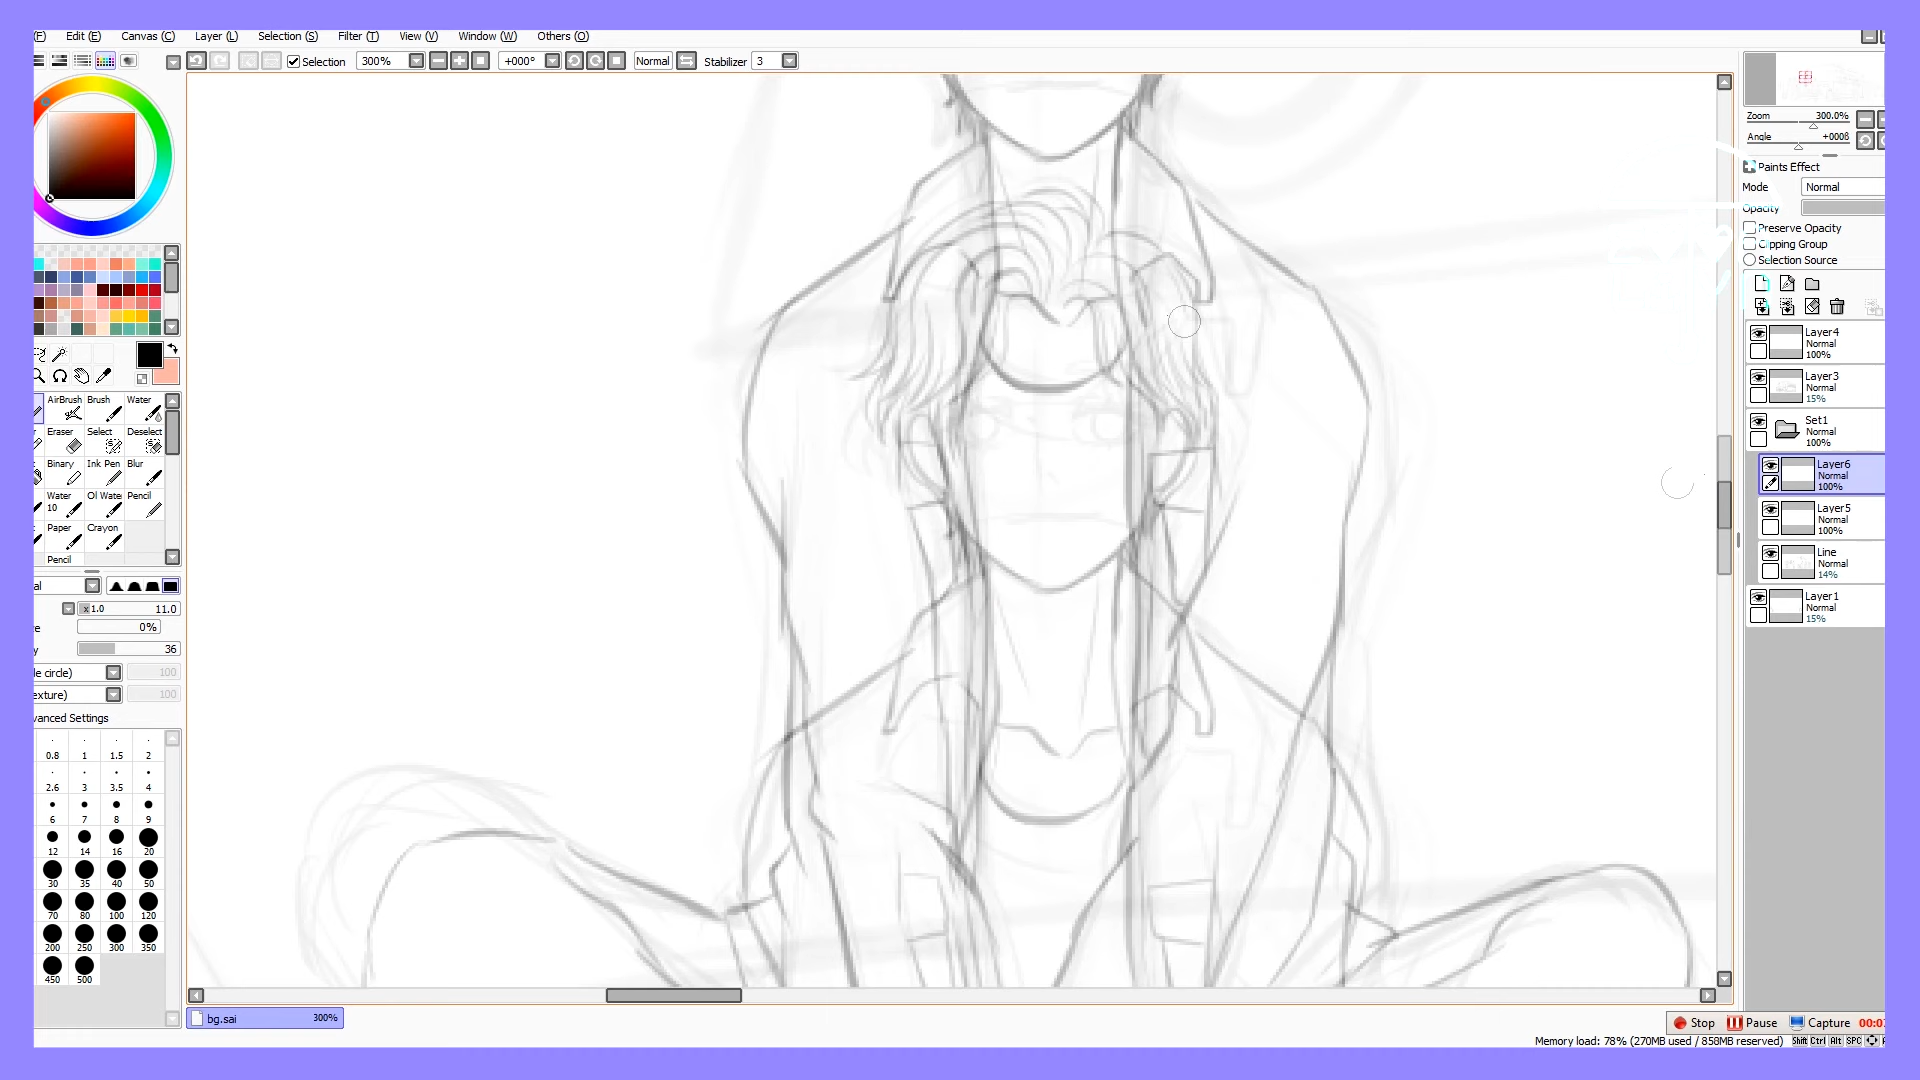 (F) Edit (E) Canvas (C) Layer (L) Selection (S) Filter (T) View (V) Window (W) Others (O)
Selection 300% +000° Normal Stabilizer 3
Zoom 300.0%
Angle +000ß
Paints Effect
Mode Normal
Opacity
Preserve Opacity
Clipping Group
Selection Source
Layer4
Normal
100%
Layer3
Normal
15%
Set1
Normal
100%
Layer6
Normal
100%
Layer5
Normal
100%
Line
Normal
14%
Layer1
Normal
15%
AirBrush Brush Water
Eraser Select Deselect
Binary Ink Pen Blur
Water Oil Water Pencil
10
Paper Crayon
Pencil
al
x1.0 11.0
re 0%
y 36
le circle) 100
exture) 100
vanced Settings
0.8 1 1.5 2
2.6 3 3.5 4
6 7 8 9
12 14 16 20
30 35 40 50
70 80 100 120
200 250 300 350
450 500
bg.sai 300%
Stop Pause Capture
Memory load: 78% (270MB used / 858MB reserved) Shift Ctrl Alt SPC